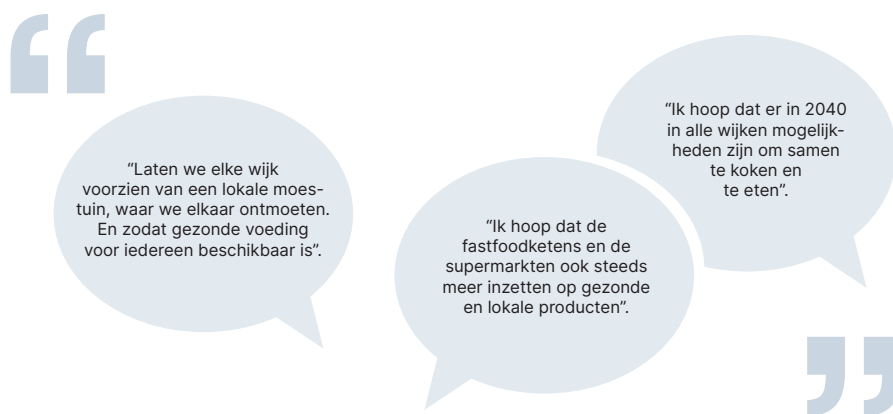 “Laten we elke wijk
voorzien van een lokale moes-
tuin, waar we elkaar ontmoeten.
En zodat gezonde voeding
voor iedereen beschikbaar is”.
“Ik hoop dat de
fastfoodketens en de
supermarkten ook steeds
meer inzetten op gezonde
en lokale producten”.
“Ik hoop dat er in 2040
in alle wijken mogelijk-
heden zijn om samen
te koken en
te eten”.